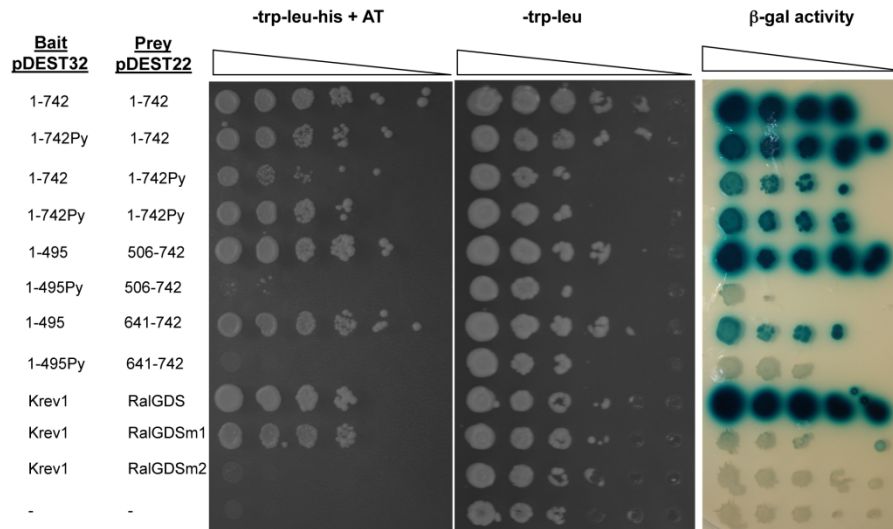 -trp-leu-his + AT -trp-leu β-gal activity
Bait Prey
pDEST32 pDEST22
1-742 1-742
1-742Py 1-742
1-742 1-742Py
1-742Py 1-742Py
1-495 506-742
1-495Py 506-742
1-495 641-742
1-495Py 641-742
Krev1 RalGDS
Krev1 RalGDSm1
Krev1 RalGDSm2
- -